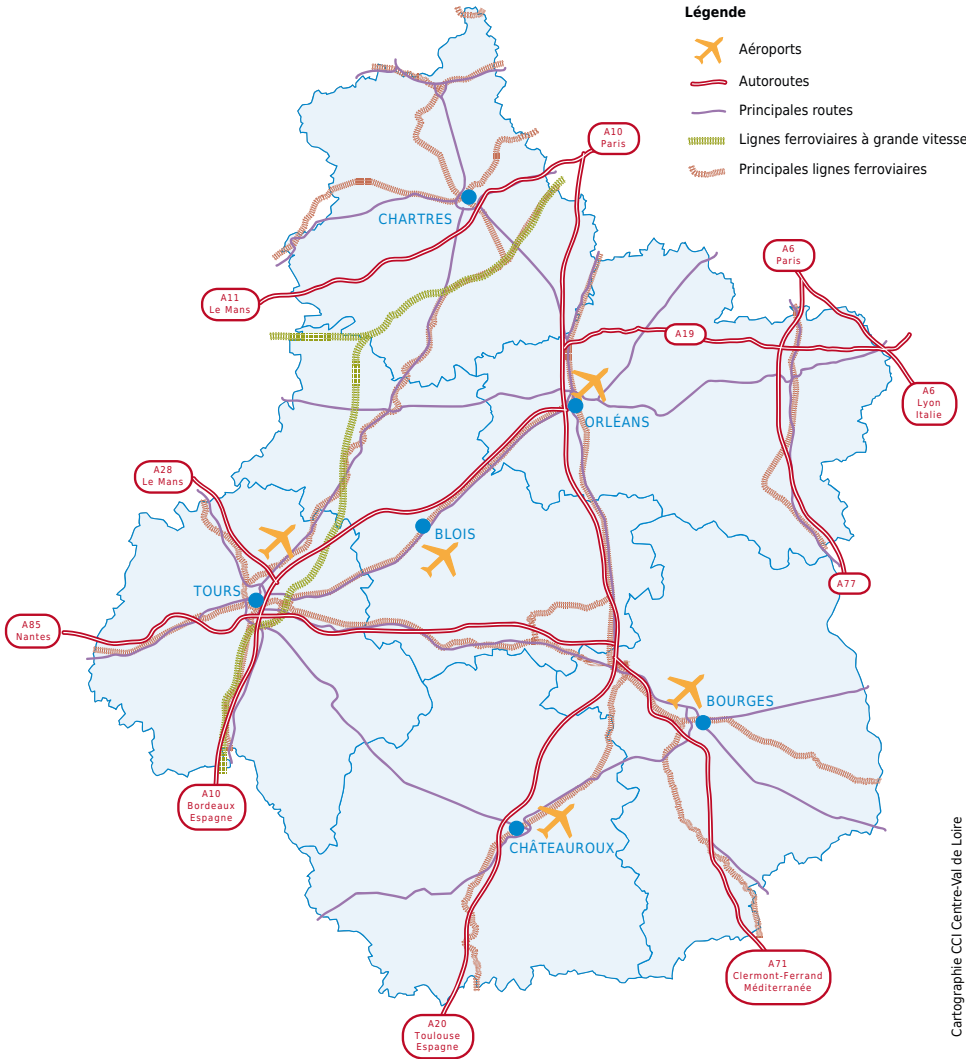 Légende
Aéroports
Autoroutes
Principales routes
Lignes ferroviaires à grande vitesse
Principales lignes ferroviaires
A10
Paris
CHARTRES
A11
Le Mans
A6
Paris
A19
A6
Lyon
Italie
ORLÉANS
A28
Le Mans
BLOIS
TOURS
A77
A85
Nantes
BOURGES
A10
Bordeaux
Espagne
CHÂTEAUROUX
A71
Clermont-Ferrand
Méditerranée
A20
Toulouse
Espagne
Cartographie CCI Centre-Val de Loire